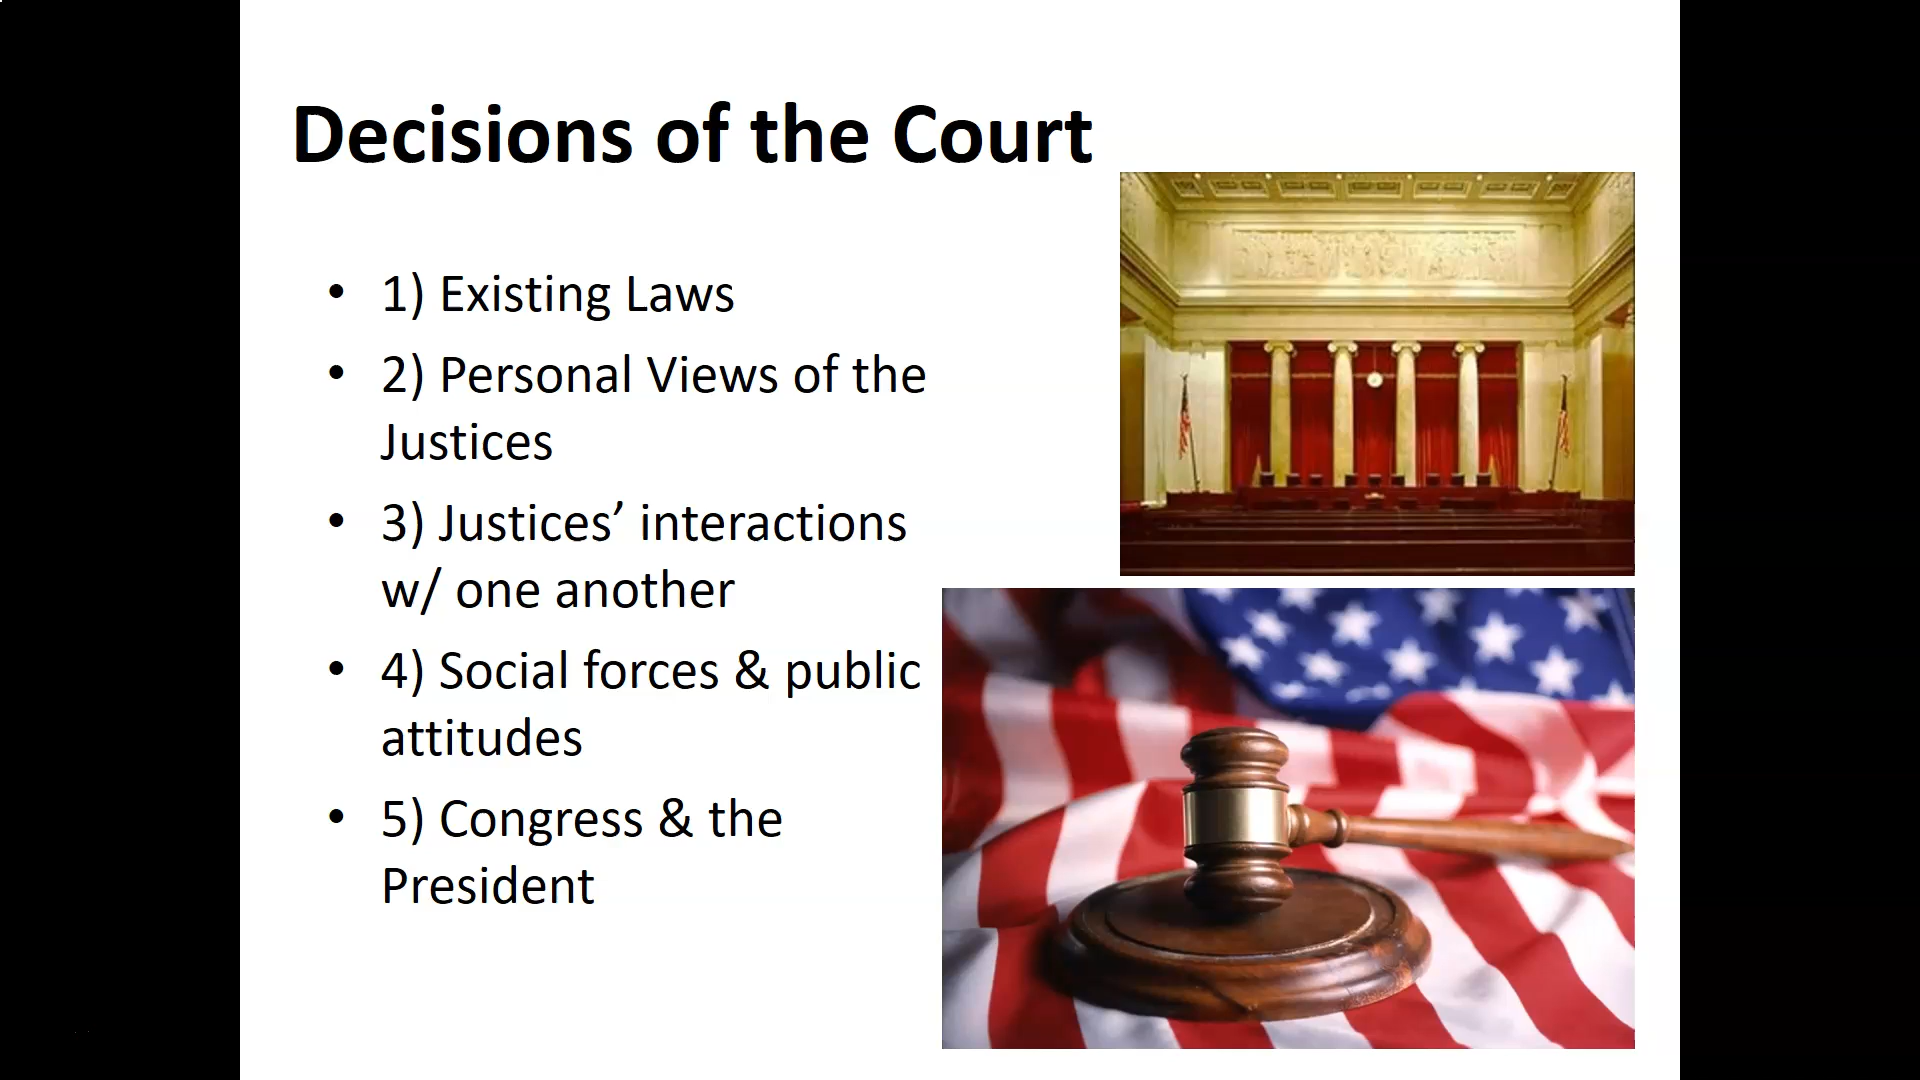 Decisions of the Court
• 1) Existing Laws
• 2) Personal Views of the
Justices
• 3) Justices’ interactions
w/ one another
• 4) Social forces & public
attitudes
• 5) Congress & the
President